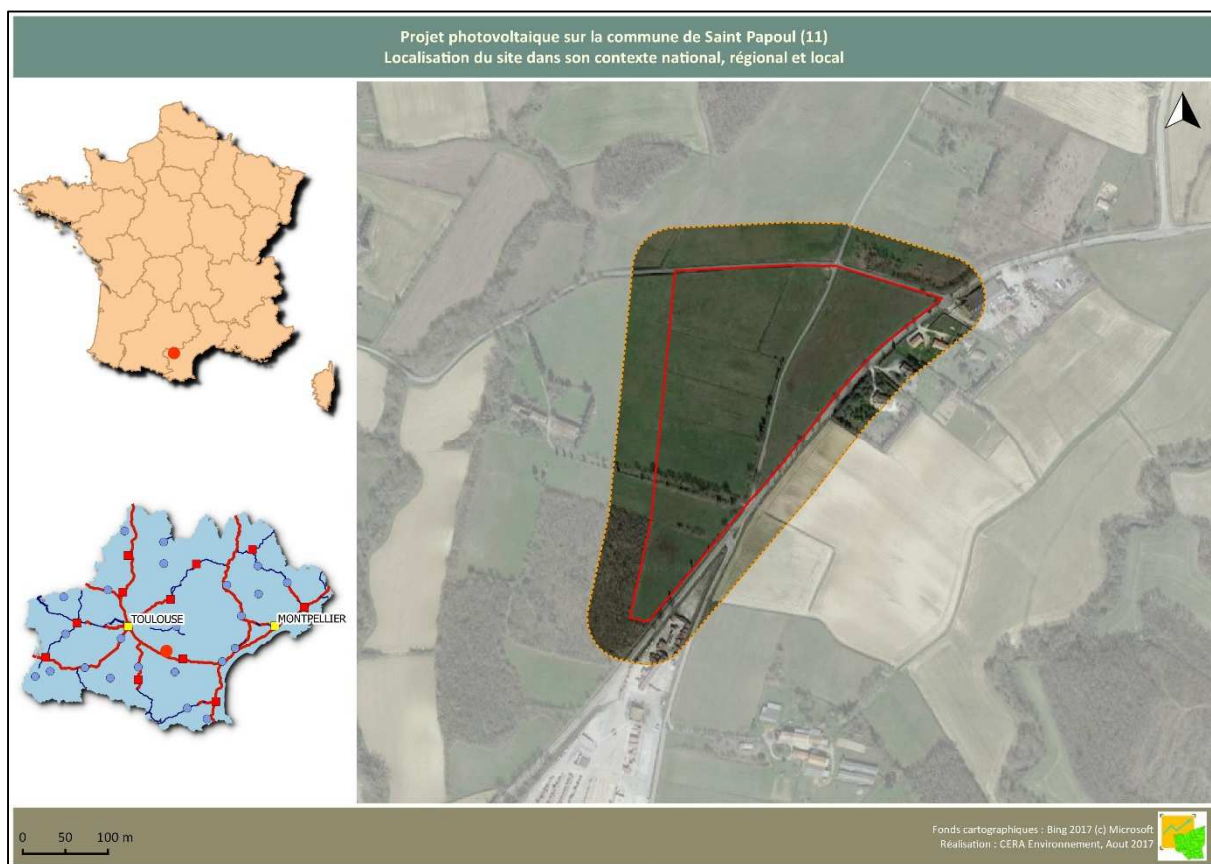 Projet photovoltaique sur la commune de Saint Papoul (11)
Localisation du site dans son contexte national, régional et local
TOULOUSE
MONTPELLIER
0 50 100 m
Fonds cartographiques : Bing 2017 (c) Microsoft
Réalisation : CERA Environnement, Aout 2017